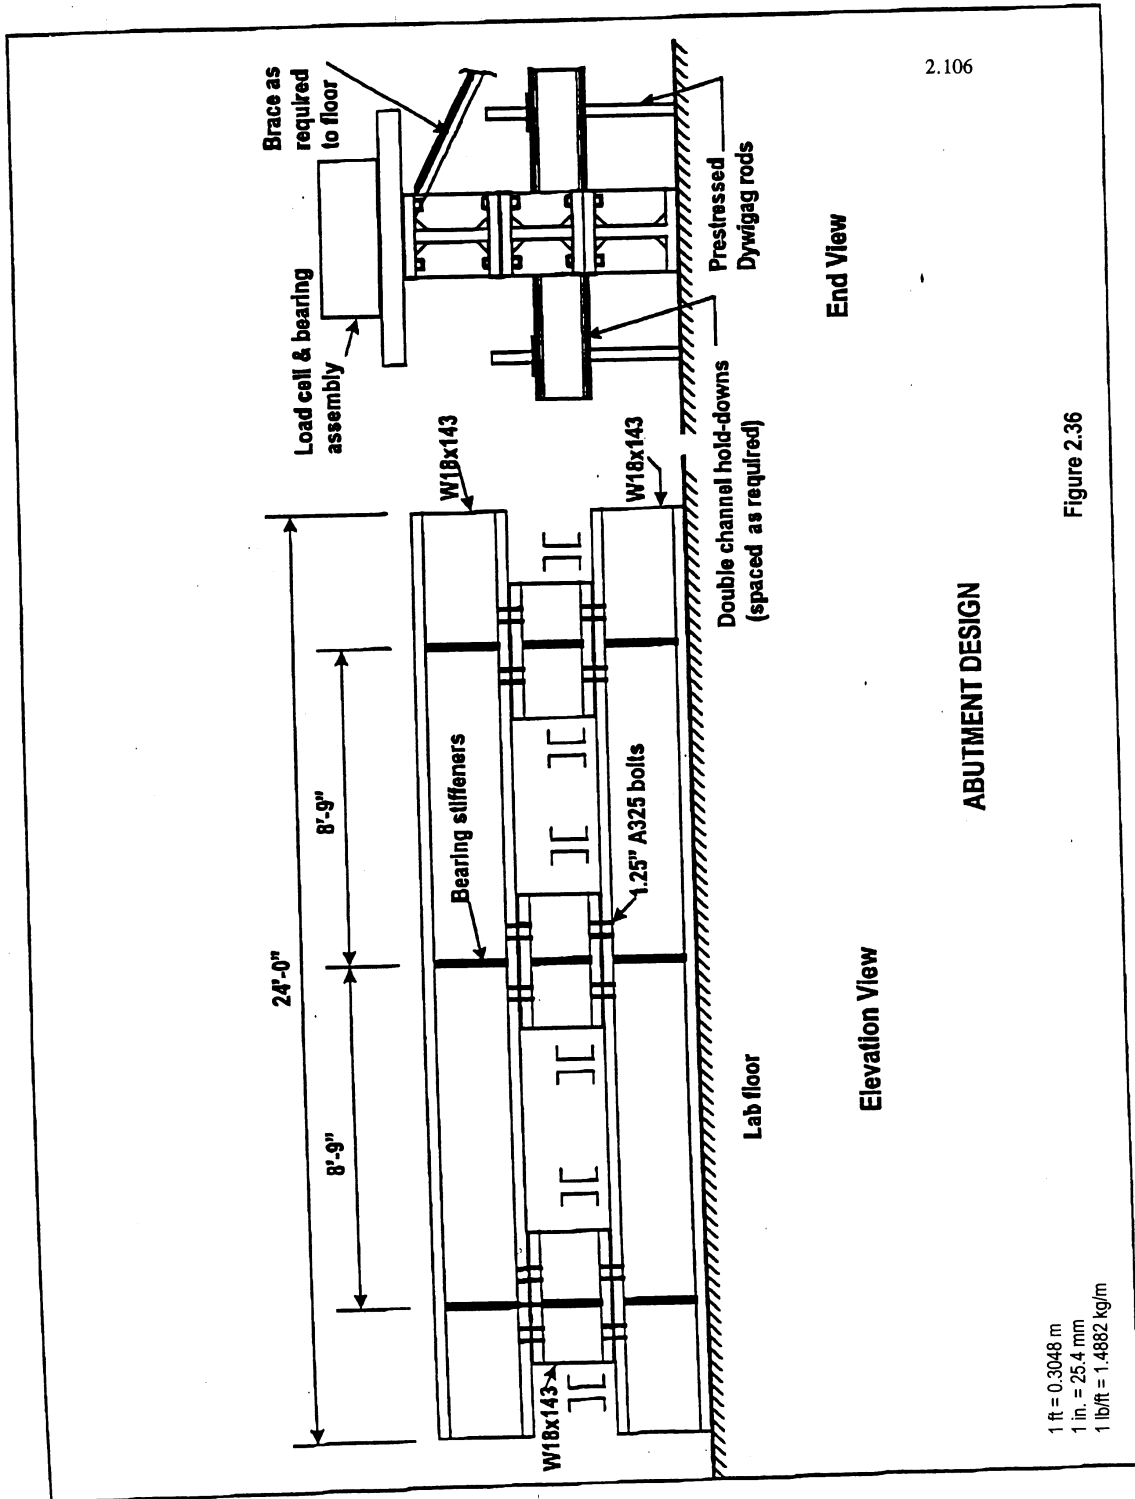 2.106
24'-0"
8'-9"
8'-9"
Bearing stiffeners
W18x143
W18x143
W18x143
1.25" A325 bolts
Lab floor
Elevation View
Load cell & bearing
assembly
Brace as
required
to floor
Double channel hold-downs
(spaced as required)
Prestressed
Dywigag rods
End View
ABUTMENT DESIGN
Figure 2.36
1 ft = 0.3048 m
1 in. = 25.4 mm
1 lb/ft = 1.4882 kg/m